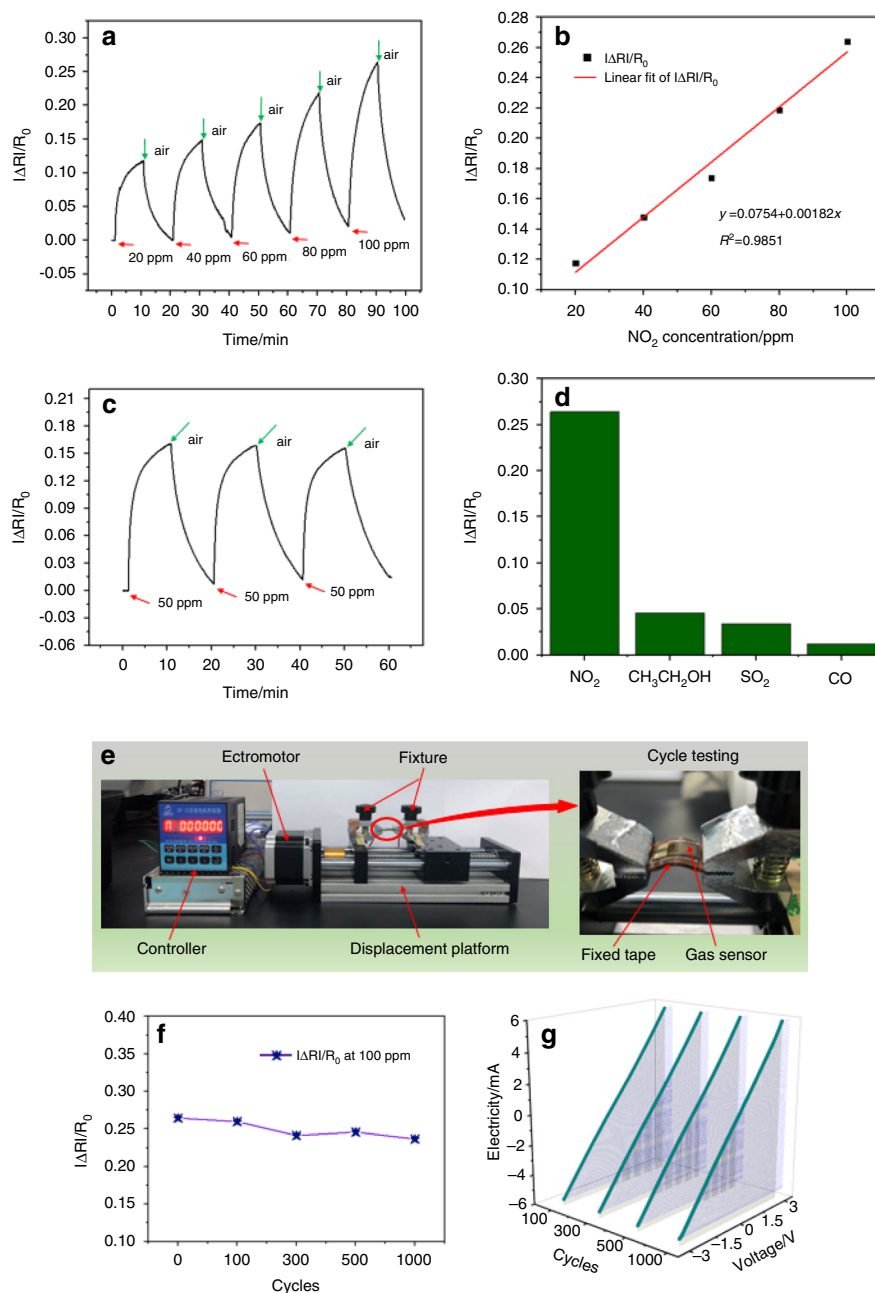 a
0.30
0.25
0.20
0.15
0.10
0.05
0.00
-0.05
IΔRI/R₀
air
air
air
air
air
20 ppm
40 ppm
60 ppm
80 ppm
100 ppm
0 10 20 30 40 50 60 70 80 90 100
Time/min
b
0.28
0.26
0.24
0.22
0.20
0.18
0.16
0.14
0.12
0.10
IΔRI/R₀
IΔRI/R₀
Linear fit of IΔRI/R₀
y=0.0754+0.00182x
R²=0.9851
20 40 60 80 100
NO₂ concentration/ppm
c
0.21
0.18
0.15
0.12
0.09
0.06
0.00
-0.03
-0.06
0.03
IΔRI/R₀
air
air
air
50 ppm
50 ppm
50 ppm
0 10 20 30 40 50 60
Time/min
d
0.30
0.25
0.20
0.15
0.10
0.05
0.00
IΔRI/R₀
NO₂ CH₃CH₂OH SO₂ CO
e
Ectromotor
Fixture
Cycle testing
Controller
Displacement platform
Fixed tape
Gas sensor
f
0.40
0.35
0.30
0.25
0.20
0.15
0.10
IΔRI/R₀
IΔRI/R₀ at 100 ppm
0 100 300 500 1000
Cycles
g
6
4
2
0
−2
−4
−6
Electricity/mA
100
300
500
1000
Cycles
−3
−1.5
0
1.5
3
Voltage/V